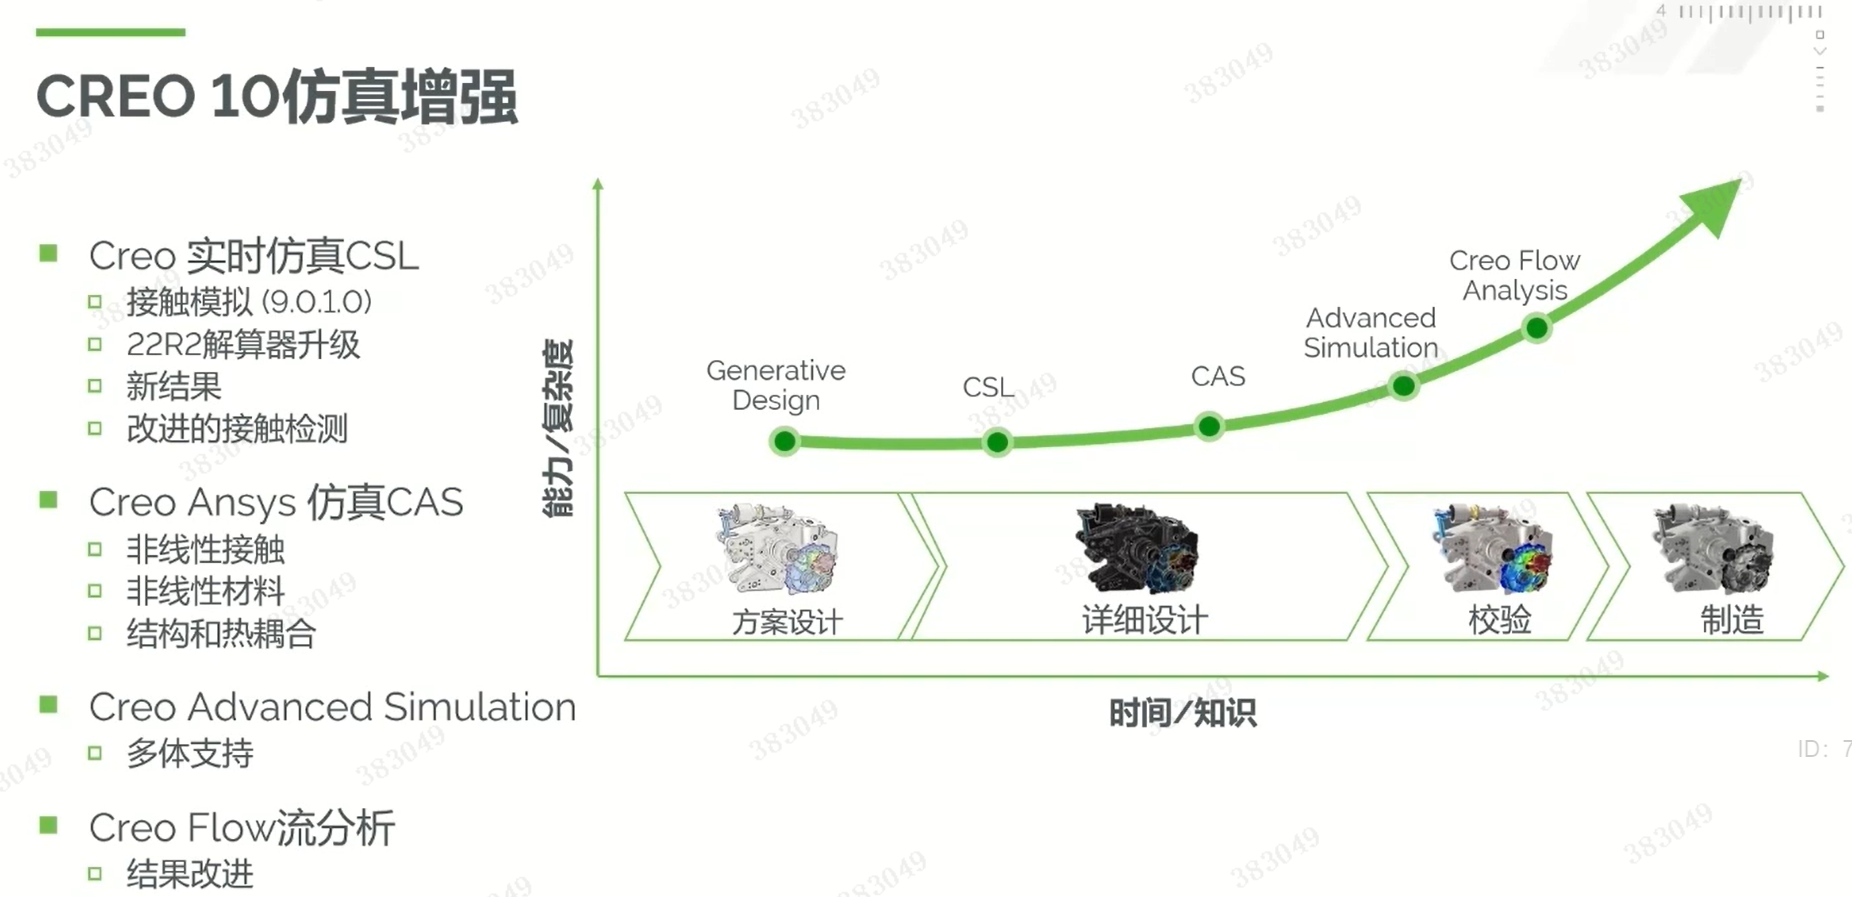 4
CREO 10仿真增强
Creo 实时仿真CSL
接触模拟 (9.0.1.0)
22R2解算器升级
新结果
改进的接触检测
Creo Ansys 仿真CAS
非线性接触
非线性材料
结构和热耦合
Creo Advanced Simulation
多体支持
Creo Flow流分析
结果改进
能力/复杂度
Generative
Design
CSL
CAS
Advanced
Simulation
Creo Flow
Analysis
方案设计
详细设计
校验
制造
时间/知识
ID: 7
383049